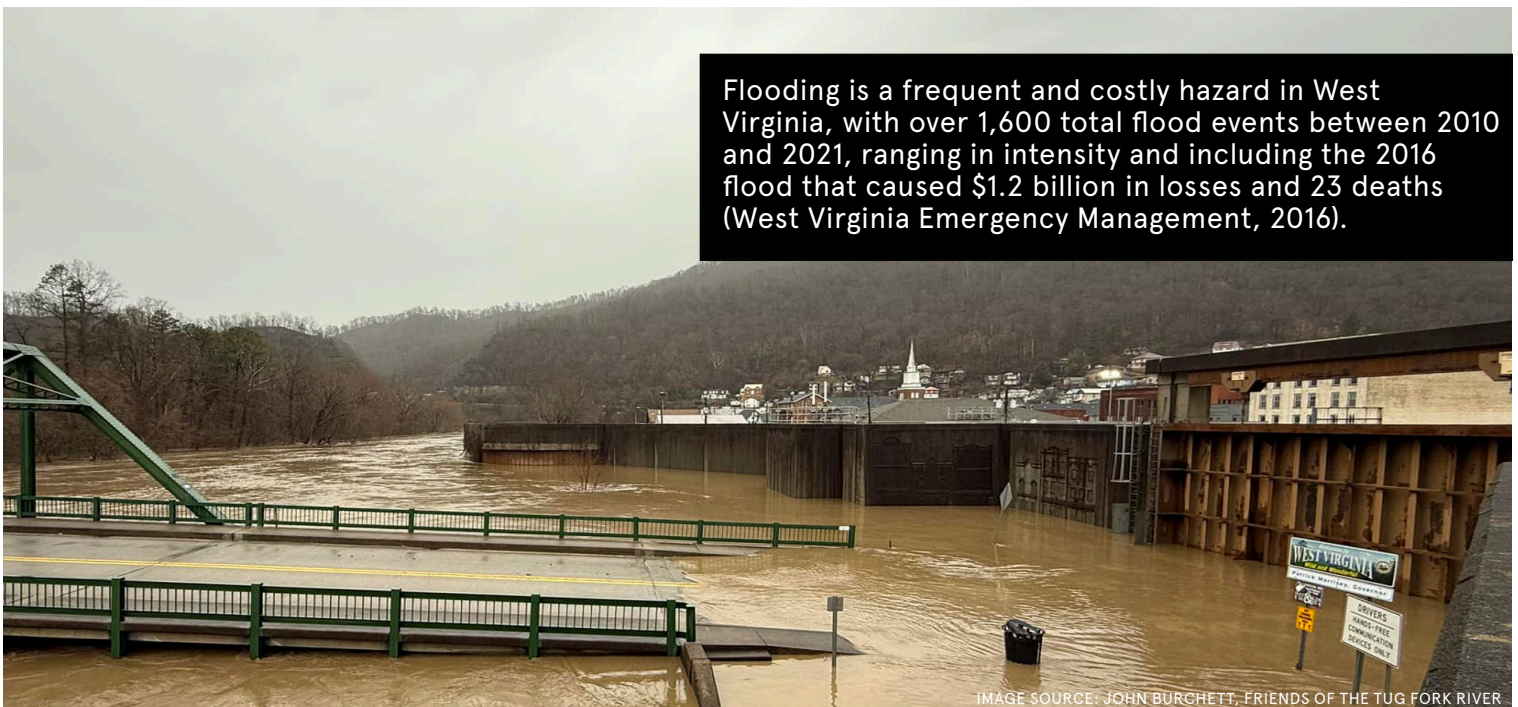 Flooding is a frequent and costly hazard in West
Virginia, with over 1,600 total flood events between 2010
and 2021, ranging in intensity and including the 2016
flood that caused $1.2 billion in losses and 23 deaths
(West Virginia Emergency Management, 2016).
WEST VIRGINIA
Wild and Wonderful
Patrick Morrisey, Governor
DRIVERS
HANDS-FREE
COMMUNICATION
DEVICES ONLY
IMAGE SOURCE: JOHN BURCHETT, FRIENDS OF THE TUG FORK RIVER